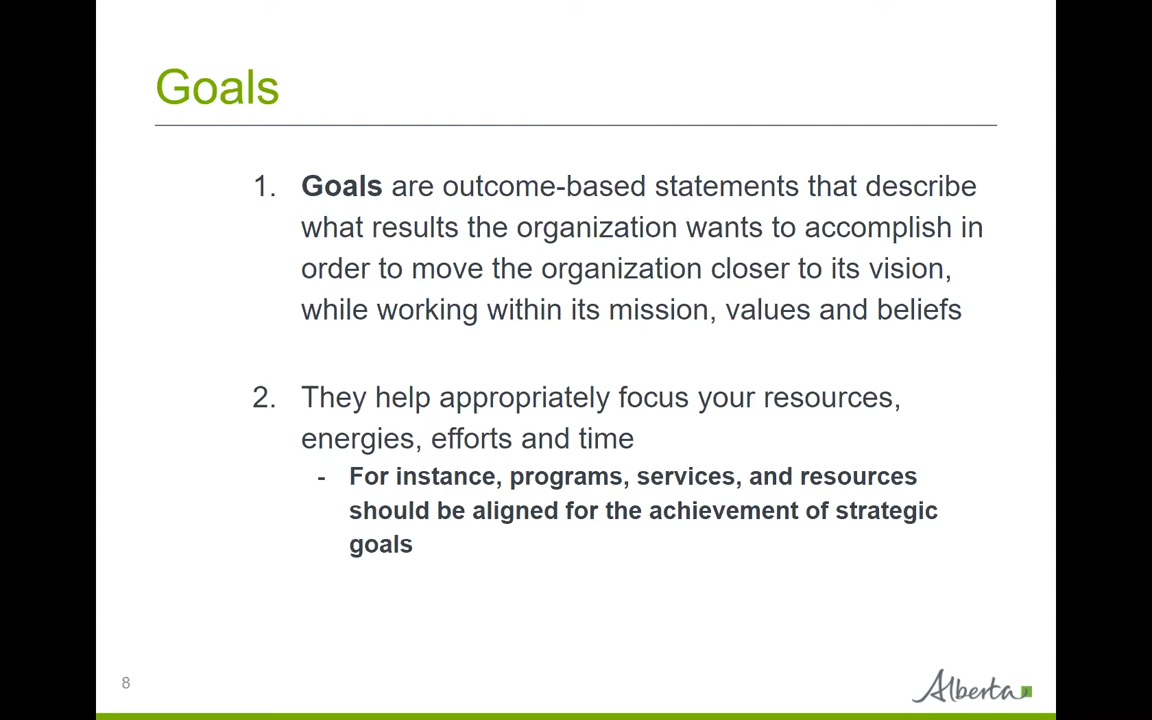 Goals
1. Goals are outcome-based statements that describe
what results the organization wants to accomplish in
order to move the organization closer to its vision,
while working within its mission, values and beliefs
2. They help appropriately focus your resources,
energies, efforts and time
- For instance, programs, services, and resources
should be aligned for the achievement of strategic
goals
8
Alberta